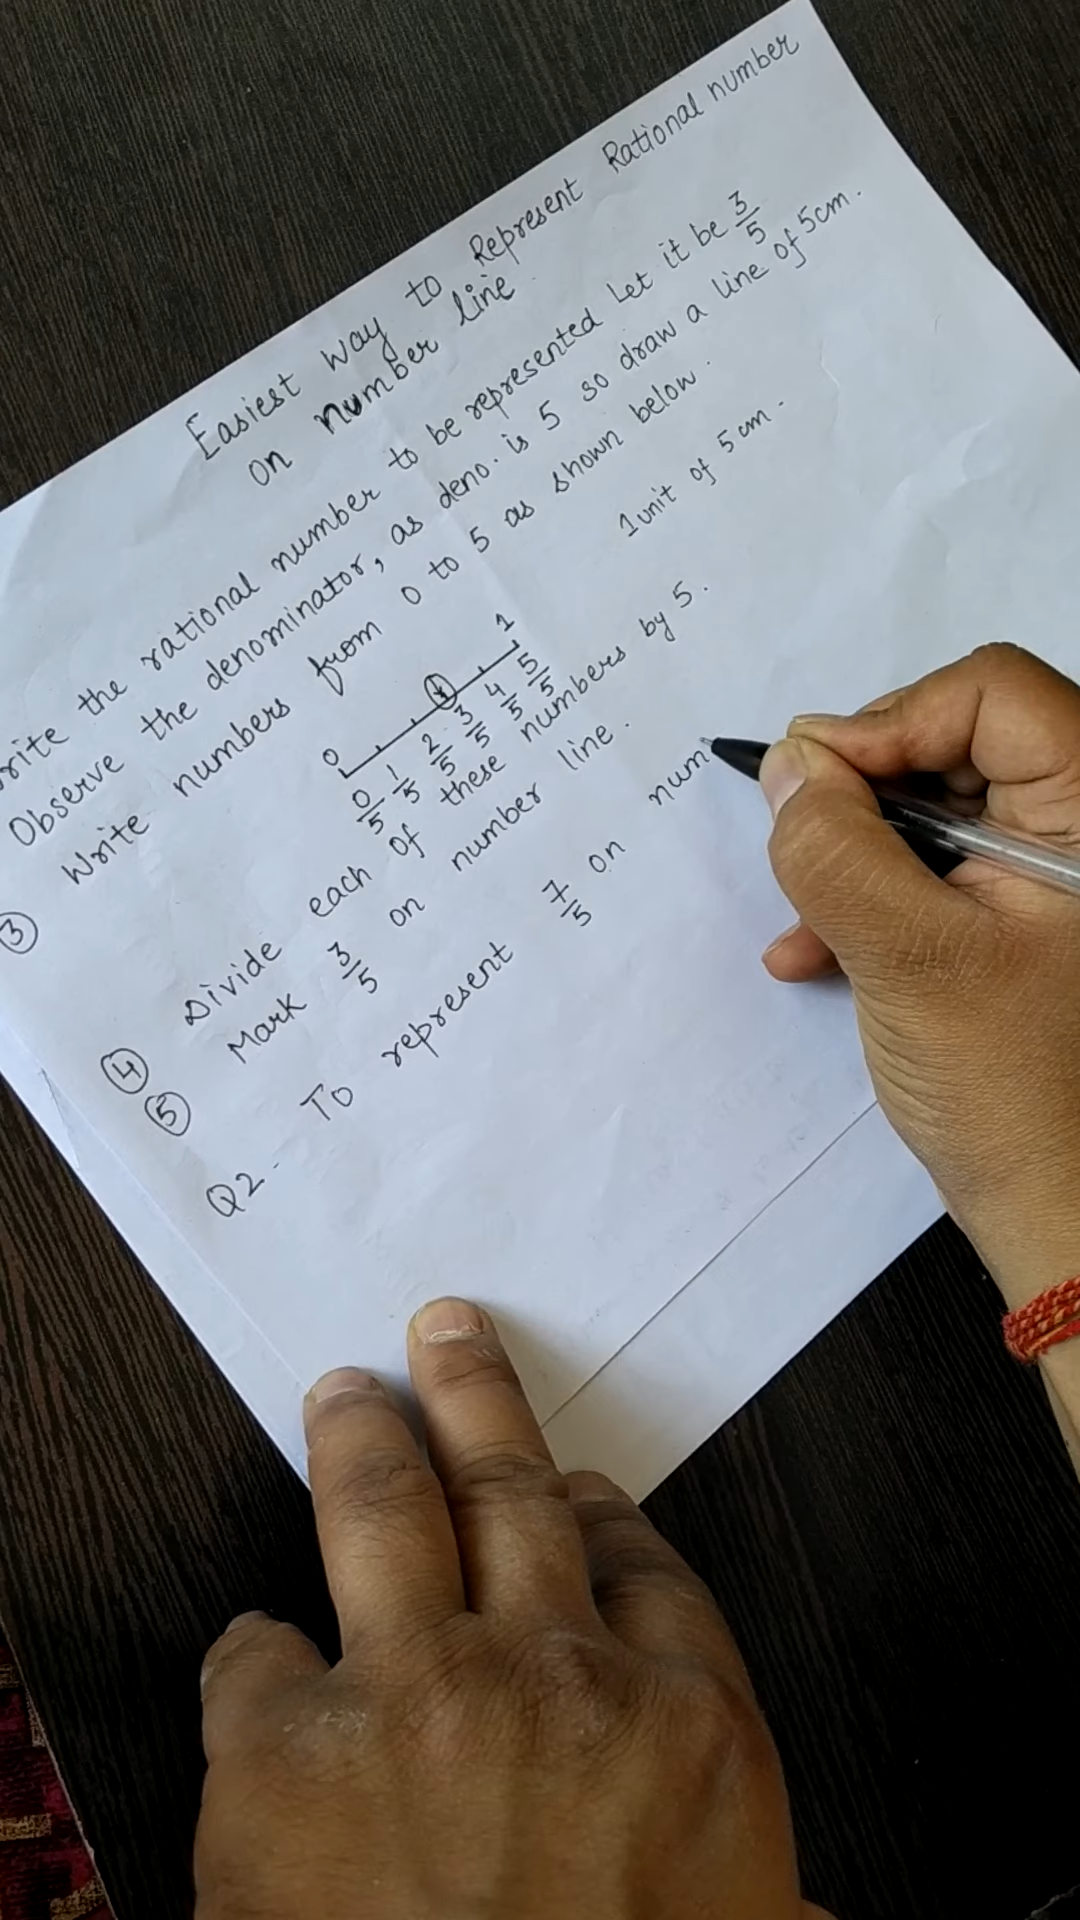 Easiest way to Represent Rational number
on number line
rite the rational number to be represented Let it be 3/5
Observe the denominator, as deno. is 5 so draw a line of 5cm.
③ Write numbers from 0 to 5 as shown below.
0 1 1unit of 5cm.
0/5 1/5 2/5 3/5 4/5 5/5
④ Divide each of these numbers by 5.
⑤ Mark 3/5 on number line.
Q2- To represent 7/5 on num